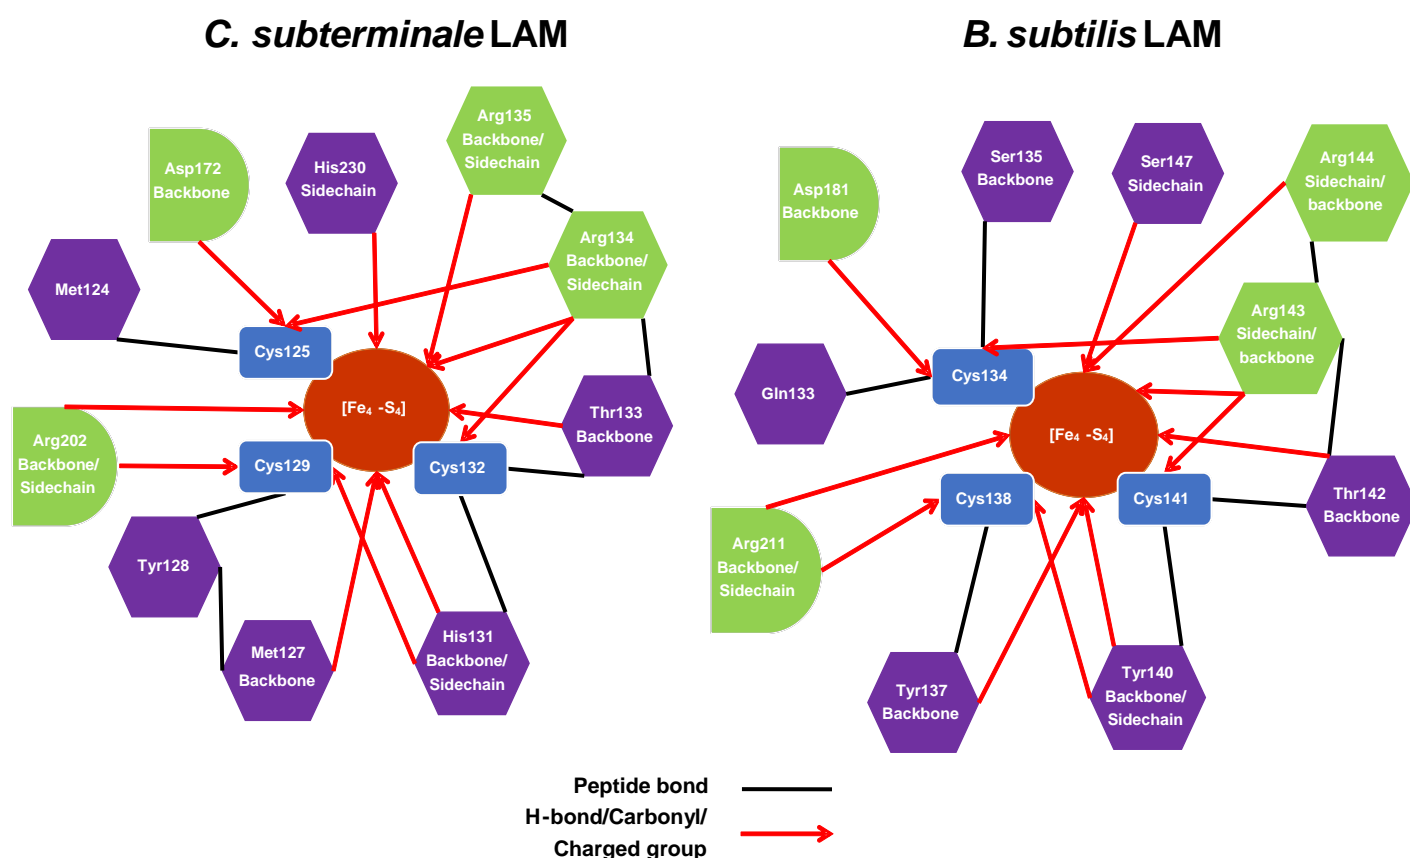 C. subterminale LAM
Arg135
Backbone/
Sidechain
Asp172
Backbone
His230
Sidechain
Arg134
Backbone/
Sidechain
Met124
Cys125
[Fe₄ -S₄]
Thr133
Backbone
Arg202
Backbone/
Sidechain
Cys129
Cys132
Tyr128
Met127
Backbone
His131
Backbone/
Sidechain
B. subtilis LAM
Ser135
Backbone
Ser147
Sidechain
Arg144
Sidechain/
backbone
Asp181
Backbone
Arg143
Sidechain/
backbone
Gln133
Cys134
[Fe₄ -S₄]
Cys138
Cys141
Thr142
Backbone
Arg211
Backbone/
Sidechain
Tyr137
Backbone
Tyr140
Backbone/
Sidechain
Peptide bond
H-bond/Carbonyl/
Charged group